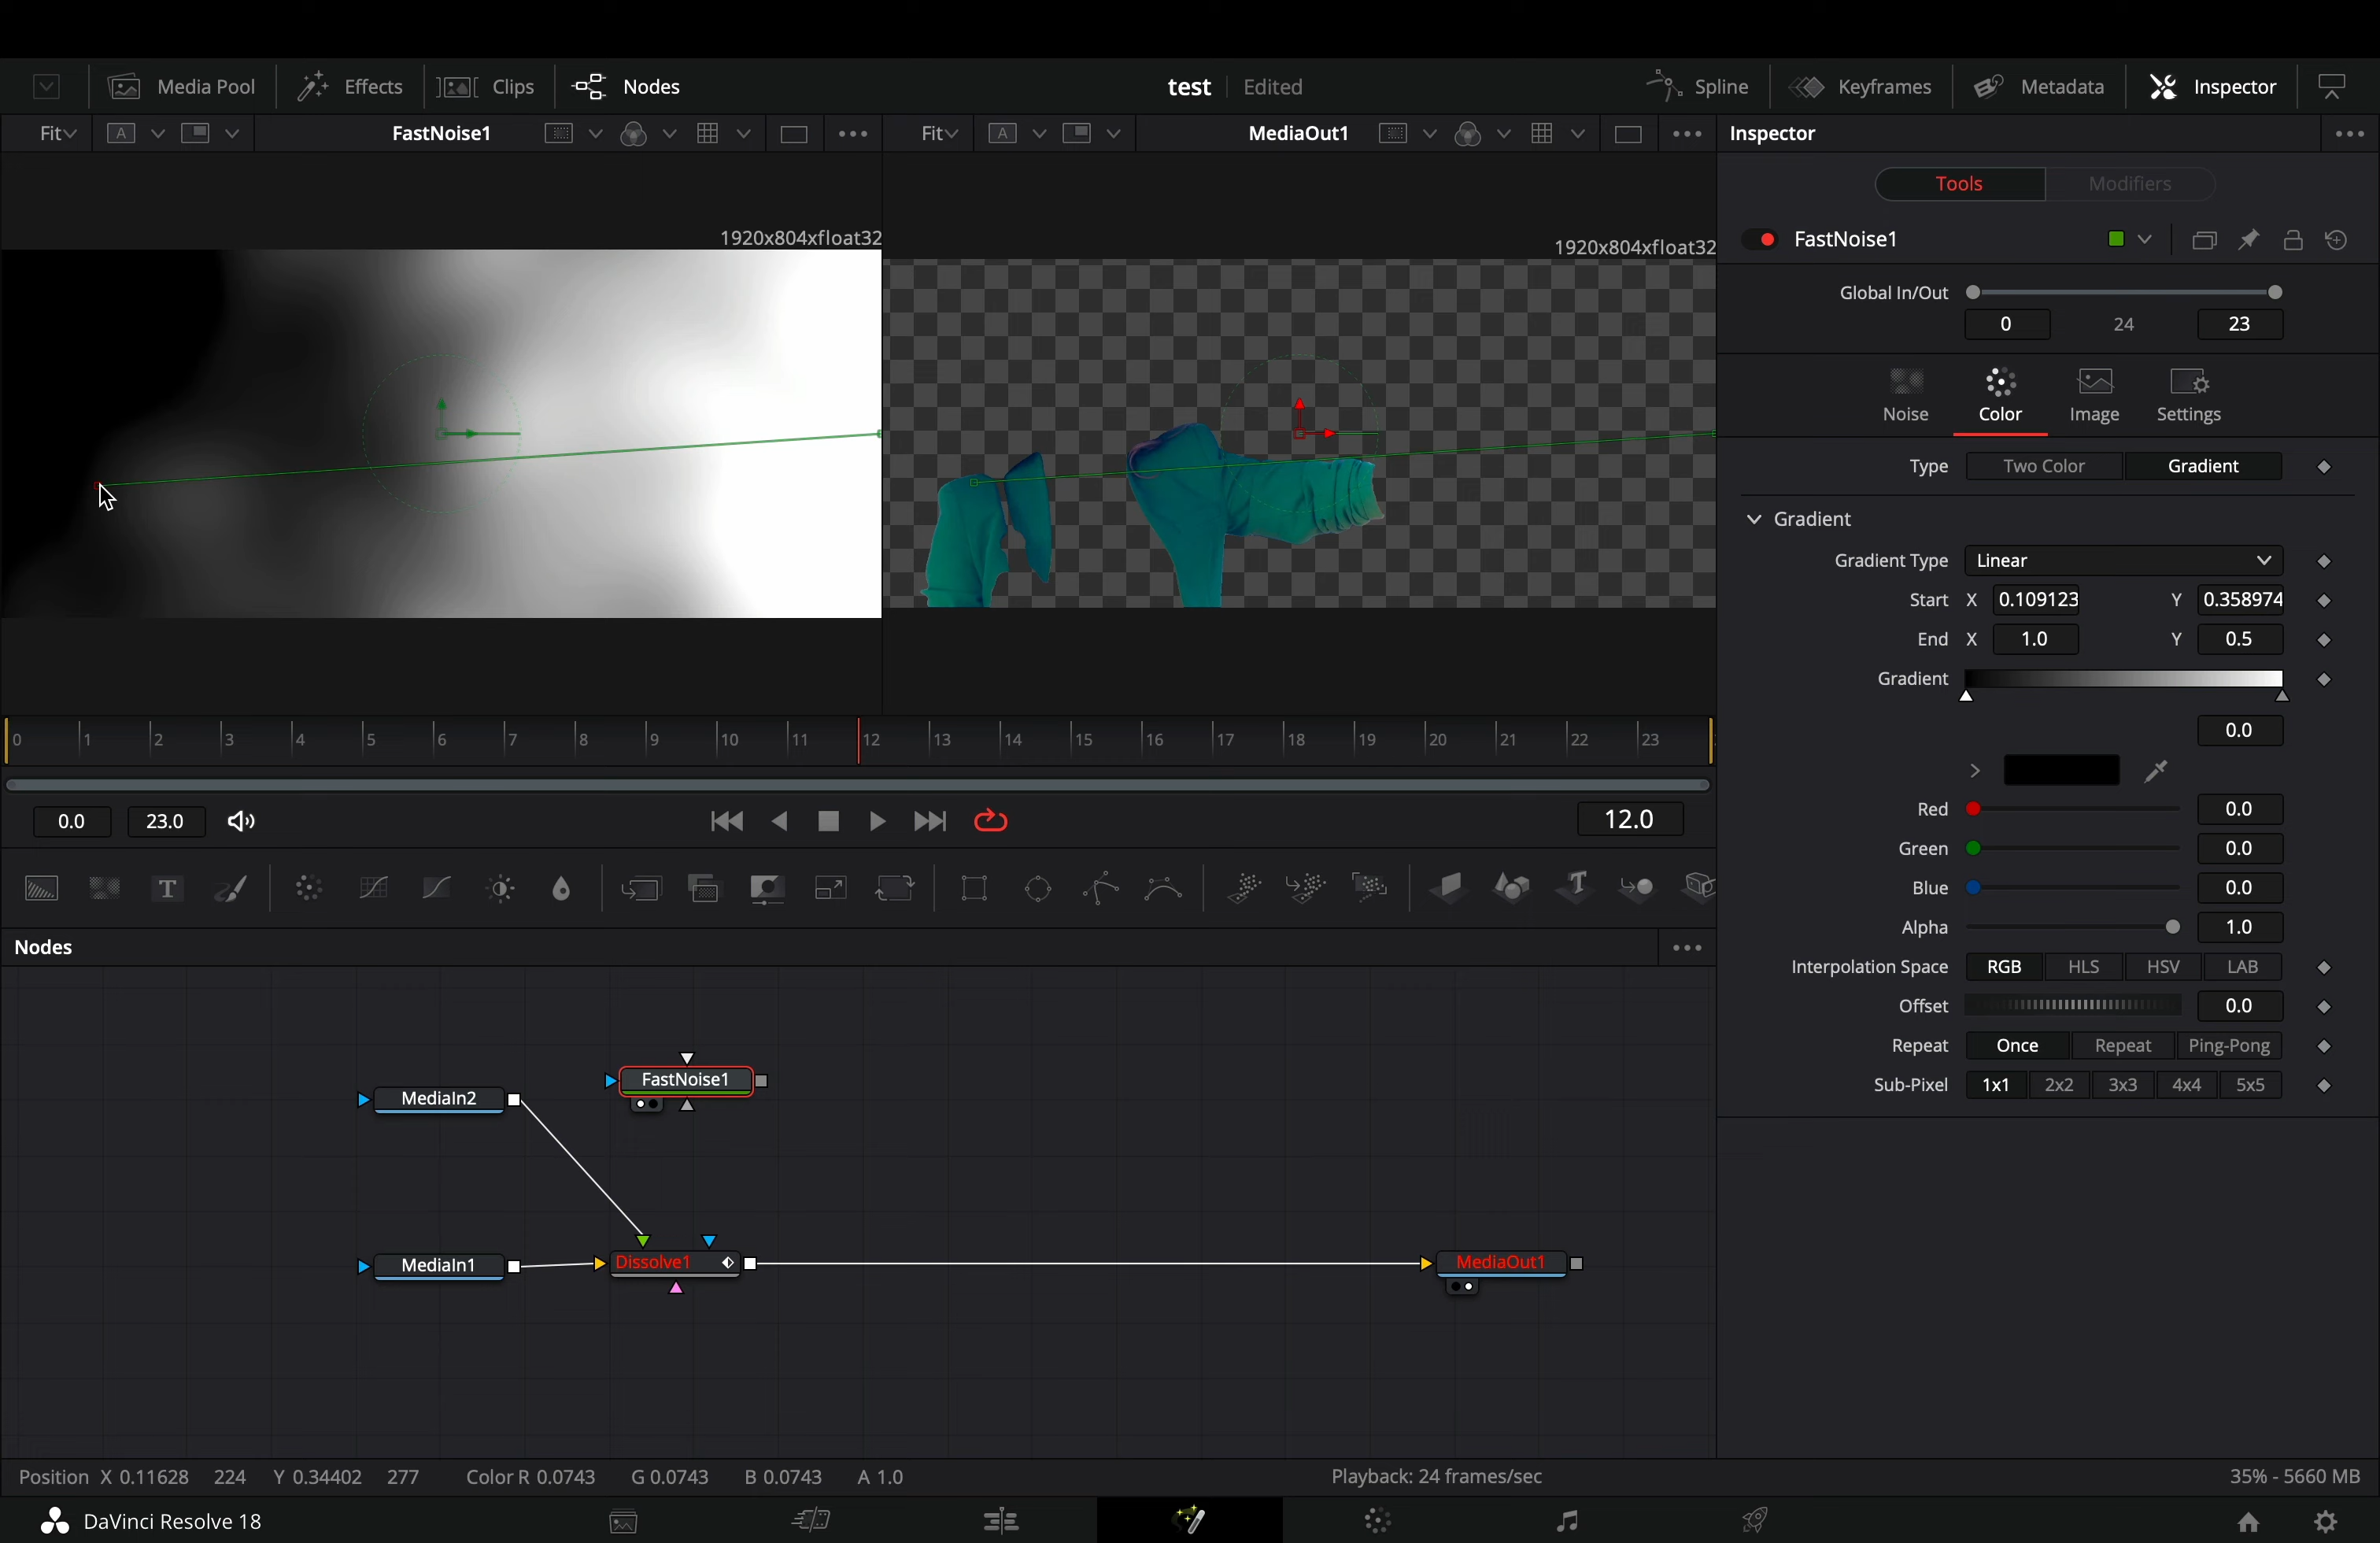 Media Pool Effects Clips Nodes test Edited Spline Keyframes Metadata Inspector
Fit A FastNoise1 Fit A MediaOut1 Inspector
Tools Modifiers
1920x804xfloat32 1920x804xfloat32 FastNoise1
Global In/Out
0 24 23
Noise Color Image Settings
Type Two Color Gradient
Gradient
Gradient Type Linear
Start X 0.109123 Y 0.358974
End X 1.0 Y 0.5
Gradient
0.0
0 1 2 3 4 5 6 7 8 9 10 11 12 13 14 15 16 17 18 19 20 21 22 23
0.0 23.0 12.0
Red 0.0
Green 0.0
Blue 0.0
Alpha 1.0
Interpolation Space RGB HLS HSV LAB
Offset 0.0
Repeat Once Repeat Ping-Pong
Sub-Pixel 1x1 2x2 3x3 4x4 5x5
T T
Nodes
FastNoise1
MediaIn2
MediaIn1 Dissolve1 MediaOut1
Position X 0.11628 224 Y 0.34402 277 Color R 0.0743 G 0.0743 B 0.0743 A 1.0 Playback: 24 frames/sec 35% - 5660 MB
DaVinci Resolve 18